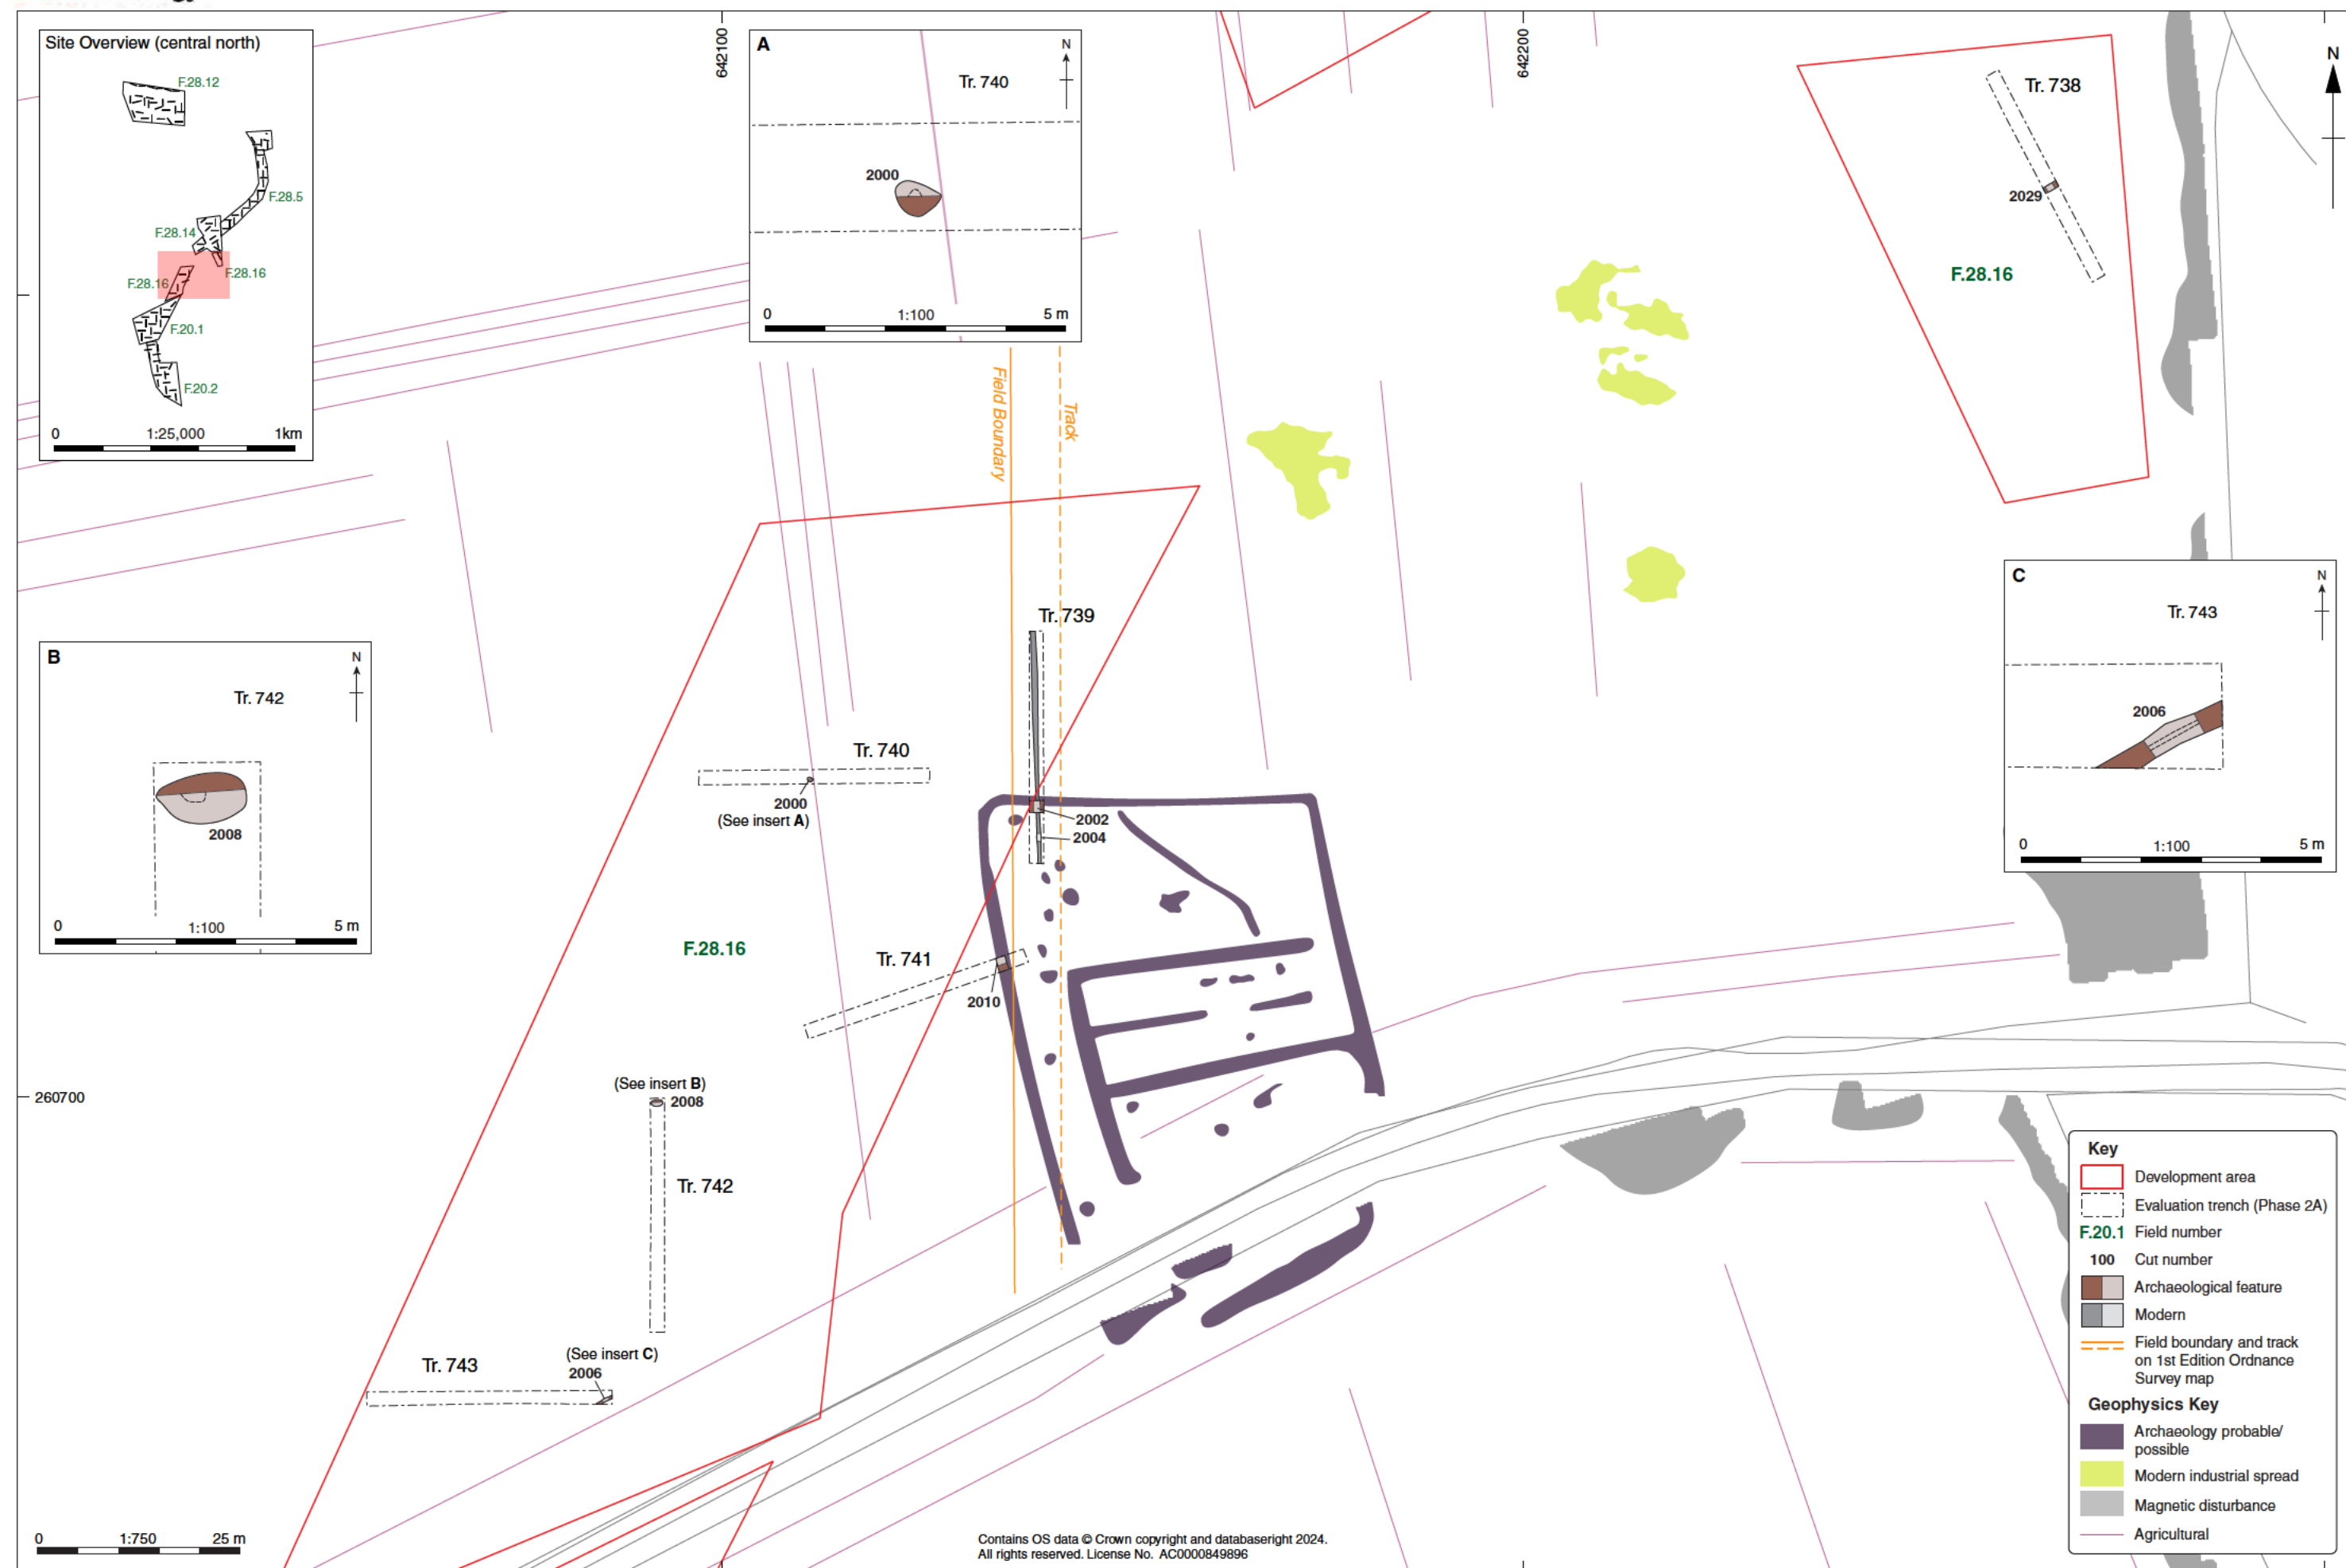 Site Overview (central north)
F.28.12
F.28.5
F.28.14
F.28.16
F.28.16
F.20.1
F.20.2
0 1:25,000 1km
642100
A
N
Tr. 740
2000
0 1:100 5 m
642200
N
Tr. 738
2029
F.28.16
Field Boundary
Track
B
N
Tr. 742
2008
0 1:100 5 m
C
N
Tr. 743
2006
0 1:100 5 m
Tr. 739
Tr. 740
2000
(See insert A)
2002
2004
F.28.16
Tr. 741
2010
(See insert B)
2008
260700
Tr. 742
(See insert C)
Tr. 743
2006
0 1:750 25 m
Contains OS data © Crown copyright and databaseright 2024.
All rights reserved. License No. AC0000849896
Key
Development area
Evaluation trench (Phase 2A)
F.20.1 Field number
100 Cut number
Archaeological feature
Modern
Field boundary and track
on 1st Edition Ordnance
Survey map
Geophysics Key
Archaeology probable/
possible
Modern industrial spread
Magnetic disturbance
Agricultural